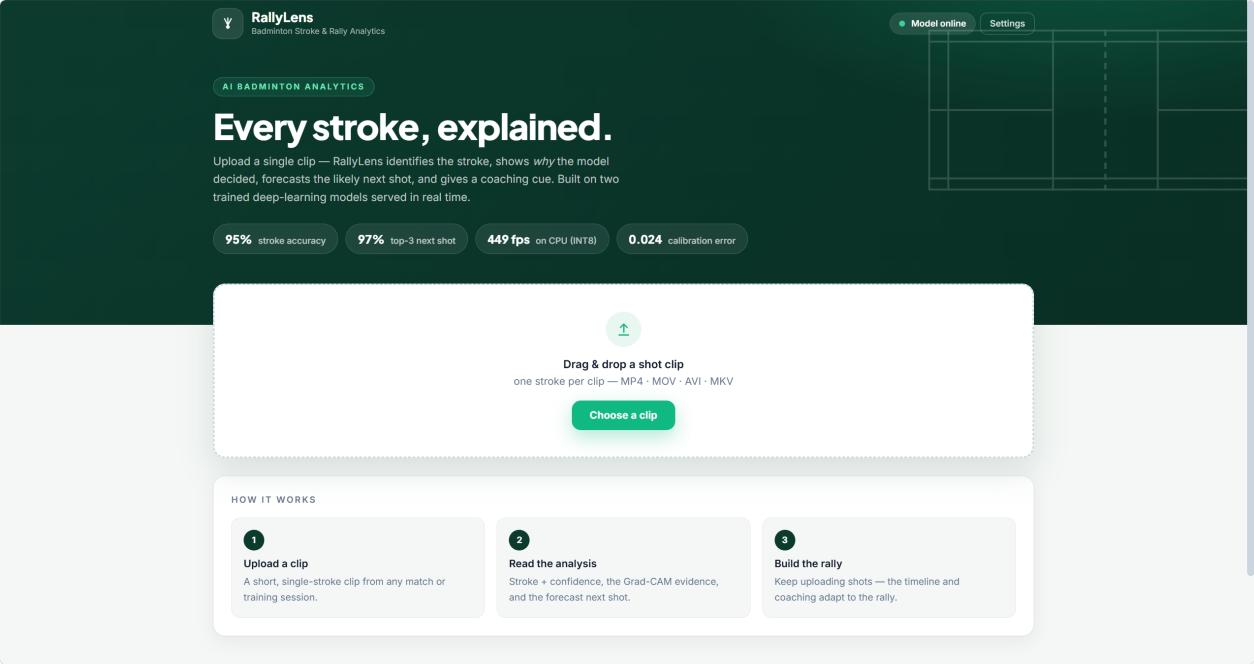 RallyLens
Badminton Stroke & Rally Analytics
Model online
Settings
AI BADMINTON ANALYTICS
Every stroke, explained.
Upload a single clip — RallyLens identifies the stroke, shows why the model
decided, forecasts the likely next shot, and gives a coaching cue. Built on two
trained deep-learning models served in real time.
95% stroke accuracy
97% top-3 next shot
449 fps on CPU (INT8)
0.024 calibration error
Drag & drop a shot clip
one stroke per clip — MP4 · MOV · AVI · MKV
Choose a clip
HOW IT WORKS
1
Upload a clip
A short, single-stroke clip from any match or
training session.
2
Read the analysis
Stroke + confidence, the Grad-CAM evidence,
and the forecast next shot.
3
Build the rally
Keep uploading shots — the timeline and
coaching adapt to the rally.